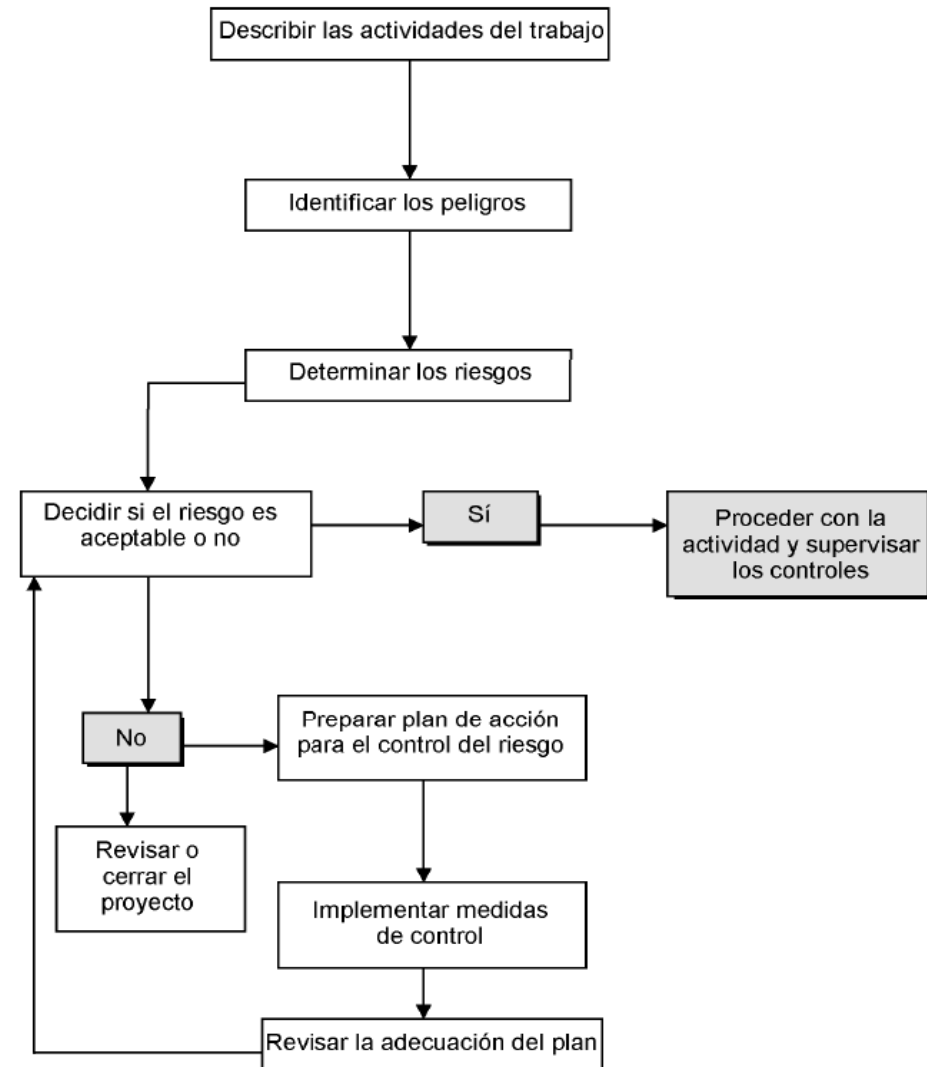 Describir las actividades del trabajo
Identificar los peligros
Determinar los riesgos
Decidir si el riesgo es
aceptable o no
Sí
Proceder con la
actividad y supervisar
los controles
No
Preparar plan de acción
para el control del riesgo
Revisar o
cerrar el
proyecto
Implementar medidas
de control
Revisar la adecuación del plan